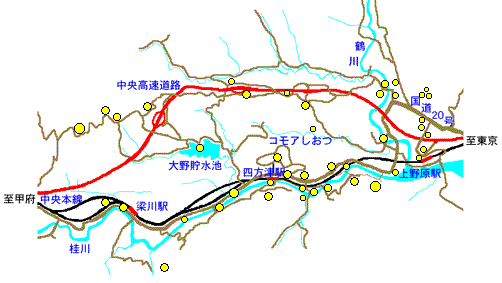 鶴
川
中央高速道路
国
道
20
号
コモアしおつ
至東京
大野貯水池
四方津駅
上野原駅
至甲府
中央本線
梁川駅
桂川